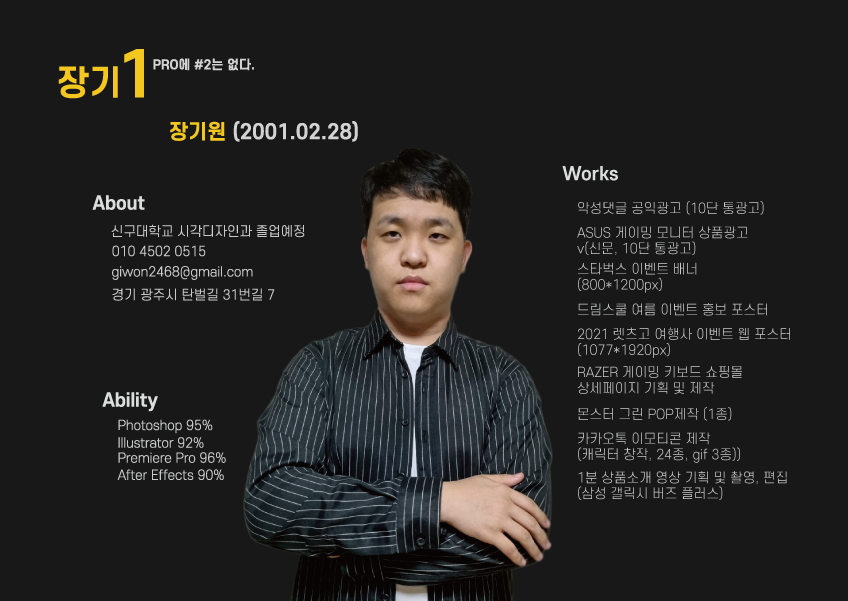 장기1 PRO에 #2는 없다.
장기원 (2001.02.28)
About
신구대학교 시각디자인과 졸업예정
010 4502 0515
giwon2468@gmail.com
경기 광주시 탄벌길 31번길 7
Ability
Photoshop 95%
Illustrator 92%
Premiere Pro 96%
After Effects 90%
Works
악성댓글 공익광고 (10단 통광고)
ASUS 게이밍 모니터 상품광고
v(신문, 10단 통광고)
스타벅스 이벤트 배너
(800*1200px)
드림스쿨 여름 이벤트 홍보 포스터
2021 렛츠고 여행사 이벤트 웹 포스터
(1077*1920px)
RAZER 게이밍 키보드 쇼핑몰
상세페이지 기획 및 제작
몬스터 그린 POP제작 (1종)
카카오톡 이모티콘 제작
(캐릭터 창작, 24종, gif 3종))
1분 상품소개 영상 기획 및 촬영, 편집
(삼성 갤럭시 버즈 플러스)